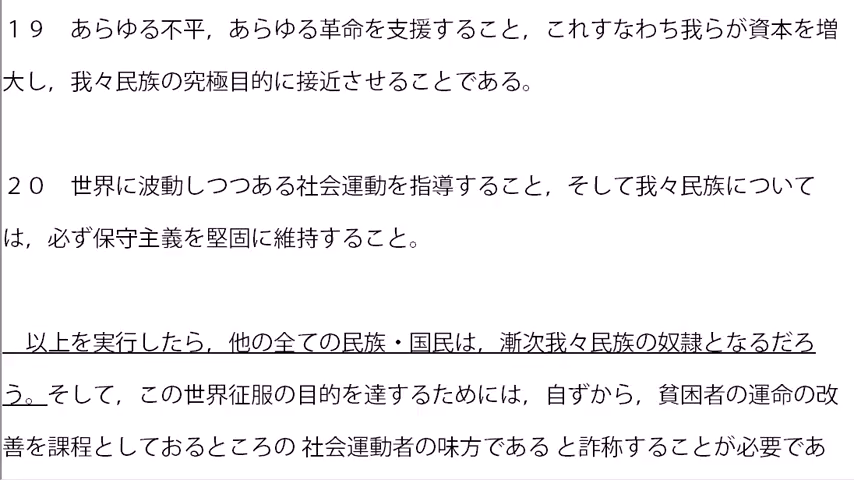 １９　あらゆる不平，あらゆる革命を支援すること，これすなわち我らが資本を増
大し，我々民族の究極目的に接近させることである。
２０　世界に波動しつつある社会運動を指導すること，そして我々民族について
は，必ず保守主義を堅固に維持すること。
以上を実行したら，他の全ての民族・国民は，漸次我々民族の奴隷となるだろ
う。そして，この世界征服の目的を達するためには，自ずから，貧困者の運命の改
善を課程としておるところの 社会運動者の味方である と詐称することが必要であ